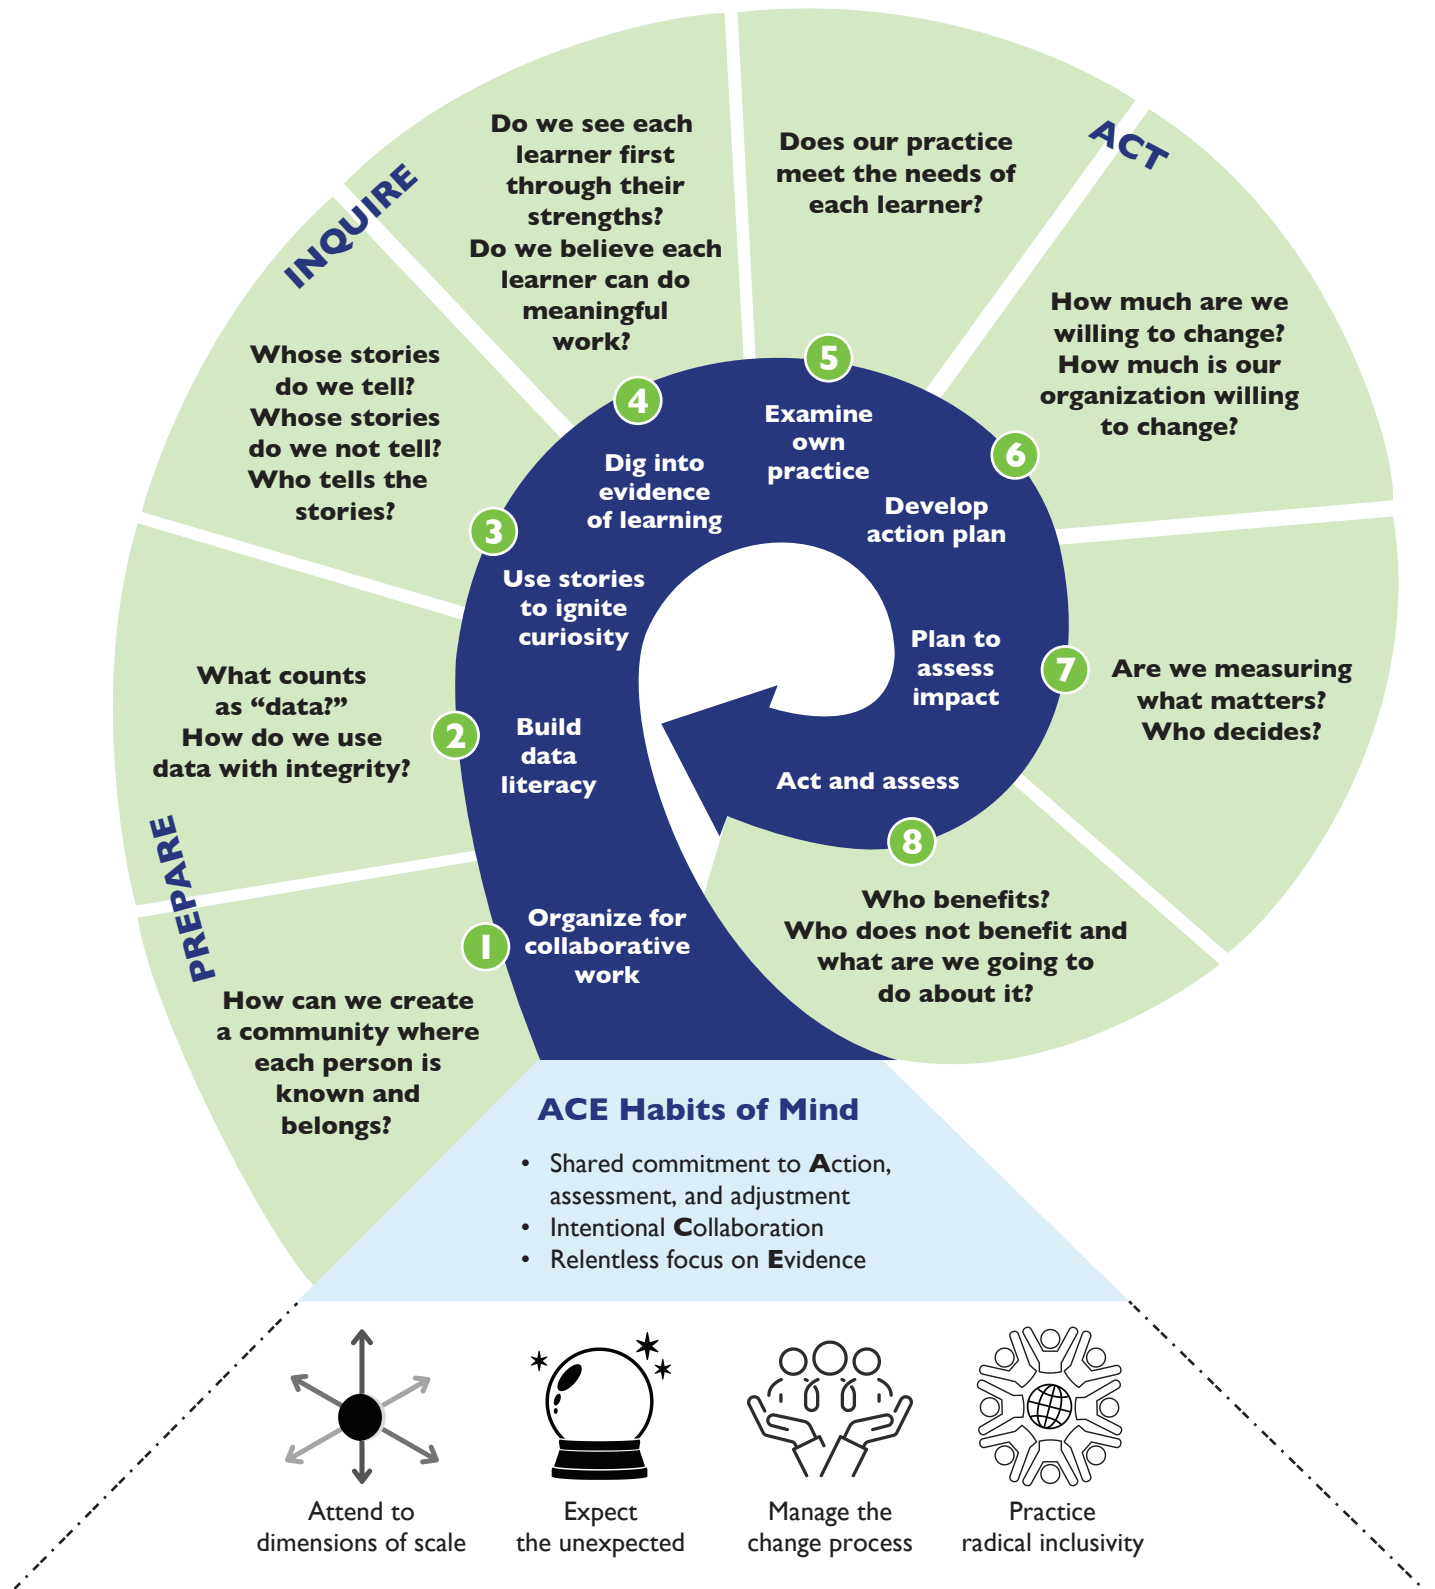 PREPARE
1
Organize for
collaborative
work
How can we create
a community where
each person is
known and
belongs?
2
Build
data
literacy
What counts
as “data?”
How do we use
data with integrity?
INQUIRE
3
Use stories
to ignite
curiosity
Whose stories
do we tell?
Whose stories
do we not tell?
Who tells the
stories?
4
Dig into
evidence
of learning
Do we see each
learner first
through their
strengths?
Do we believe each
learner can do
meaningful
work?
5
Examine
own
practice
Does our practice
meet the needs of
each learner?
ACT
6
Develop
action plan
How much are we
willing to change?
How much is our
organization willing
to change?
7
Plan to
assess
impact
Are we measuring
what matters?
Who decides?
8
Act and assess
Who benefits?
Who does not benefit and
what are we going to
do about it?
ACE Habits of Mind
• Shared commitment to Action,
assessment, and adjustment
• Intentional Collaboration
• Relentless focus on Evidence
Attend to
dimensions of scale
Expect
the unexpected
Manage the
change process
Practice
radical inclusivity